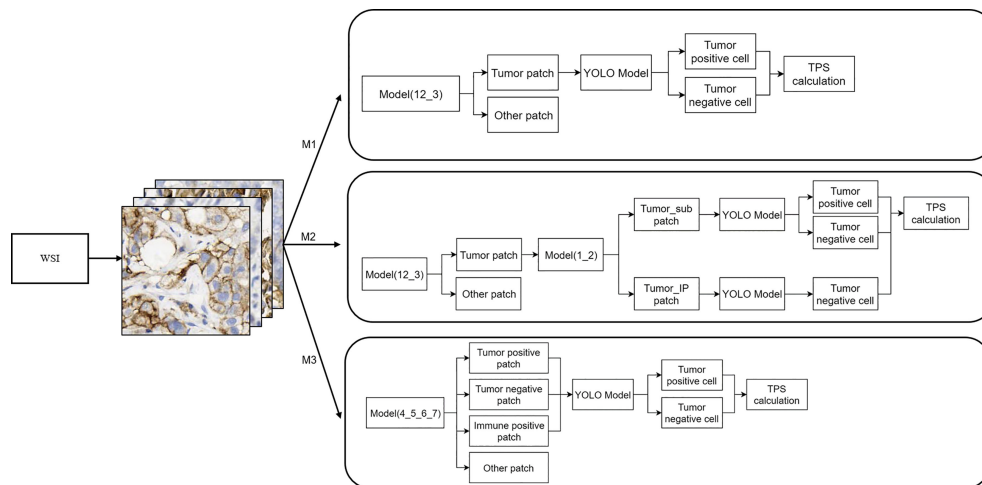 WSI
M1
M2
M3
Model(12_3)
Tumor patch
Other patch
YOLO Model
Tumor
positive cell
Tumor
negative cell
TPS
calculation
Model(12_3)
Tumor patch
Other patch
Model(1_2)
Tumor_sub
patch
Tumor_IP
patch
YOLO Model
YOLO Model
Tumor
positive cell
Tumor
negative cell
Tumor
negative cell
TPS
calculation
Model(4_5_6_7)
Tumor positive
patch
Tumor negative
patch
Immune positive
patch
Other patch
YOLO Model
Tumor
positive cell
Tumor
negative cell
TPS
calculation